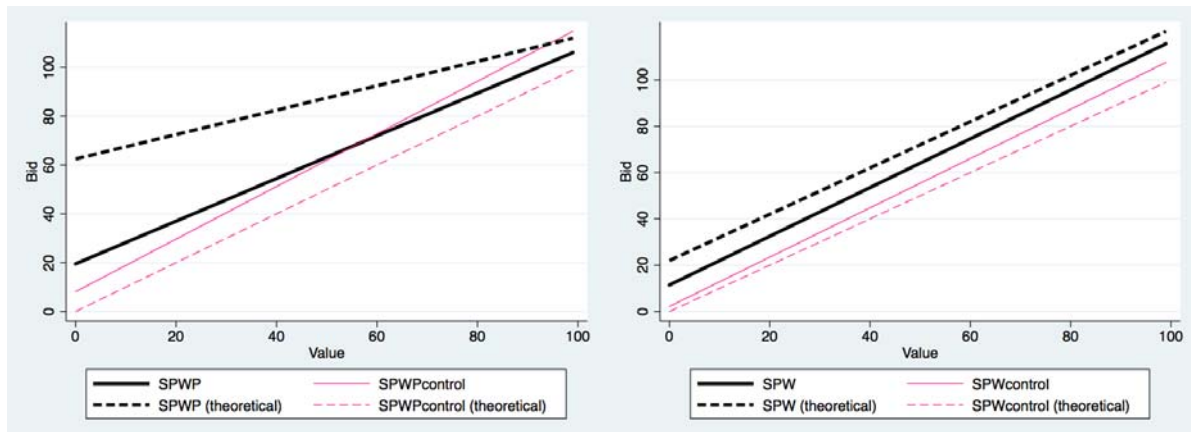 Bid
100
80
60
40
20
0
0 20 40 60 80 100
Value
SPWP SPWPcontrol
SPWP (theoretical) SPWPcontrol (theoretical)
Bid
100
80
60
40
20
0
0 20 40 60 80 100
Value
SPW SPWcontrol
SPW (theoretical) SPWcontrol (theoretical)